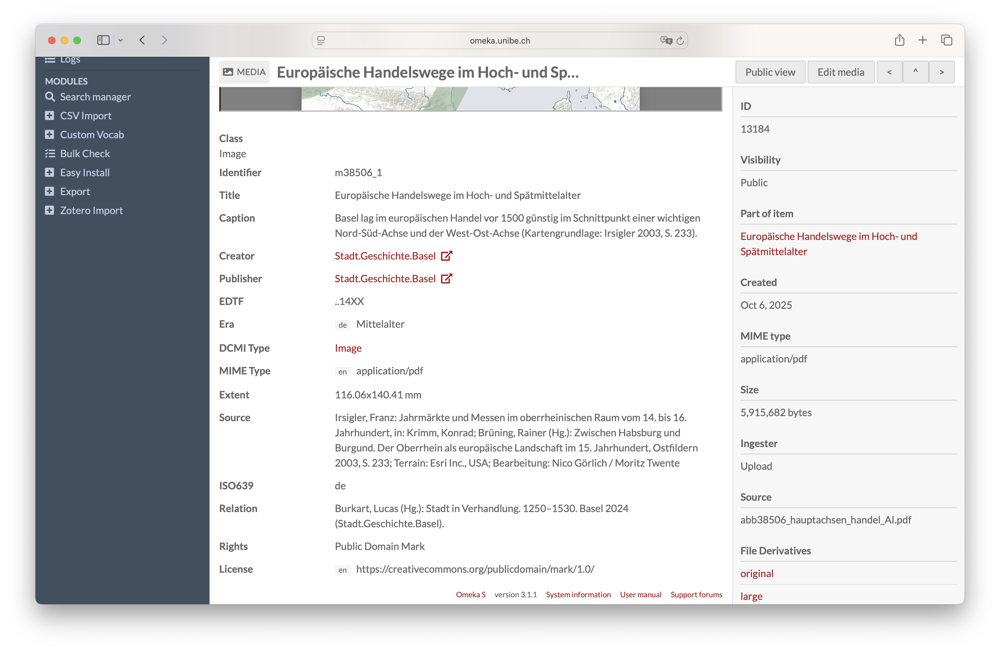 omeka.unibe.ch
Logs
MODULES
Search manager
CSV Import
Custom Vocab
Bulk Check
Easy Install
Export
Zotero Import
MEDIA
Europäische Handelswege im Hoch- und Sp...
Public view
Edit media
<
^
>
Class
Image
Identifier
m38506_1
Title
Europäische Handelswege im Hoch- und Spätmittelalter
Caption
Basel lag im europäischen Handel vor 1500 günstig im Schnittpunkt einer wichtigen
Nord-Süd-Achse und der West-Ost-Achse (Kartengrundlage: Irsigler 2003, S. 233).
Creator
Stadt.Geschichte.Basel
Publisher
Stadt.Geschichte.Basel
EDTF
..14XX
Era
de Mittelalter
DCMI Type
Image
MIME Type
en application/pdf
Extent
116.06x140.41 mm
Source
Irsigler, Franz: Jahrmärkte und Messen im oberrheinischen Raum vom 14. bis 16.
Jahrhundert, in: Krimm, Konrad; Brüning, Rainer (Hg.): Zwischen Habsburg und
Burgund. Der Oberrhein als europäische Landschaft im 15. Jahrhundert, Ostfildern
2003, S. 233; Terrain: Esri Inc., USA; Bearbeitung: Nico Görlich / Moritz Twente
ISO639
de
Relation
Burkart, Lucas (Hg.): Stadt in Verhandlung. 1250–1530. Basel 2024
(Stadt.Geschichte.Basel).
Rights
Public Domain Mark
License
en https://creativecommons.org/publicdomain/mark/1.0/
Omeka S version 3.1.1 System information User manual Support forums
ID
13184
Visibility
Public
Part of item
Europäische Handelswege im Hoch- und
Spätmittelalter
Created
Oct 6, 2025
MIME type
application/pdf
Size
5,915,682 bytes
Ingester
Upload
Source
abb38506_hauptachsen_handel_AI.pdf
File Derivatives
original
large